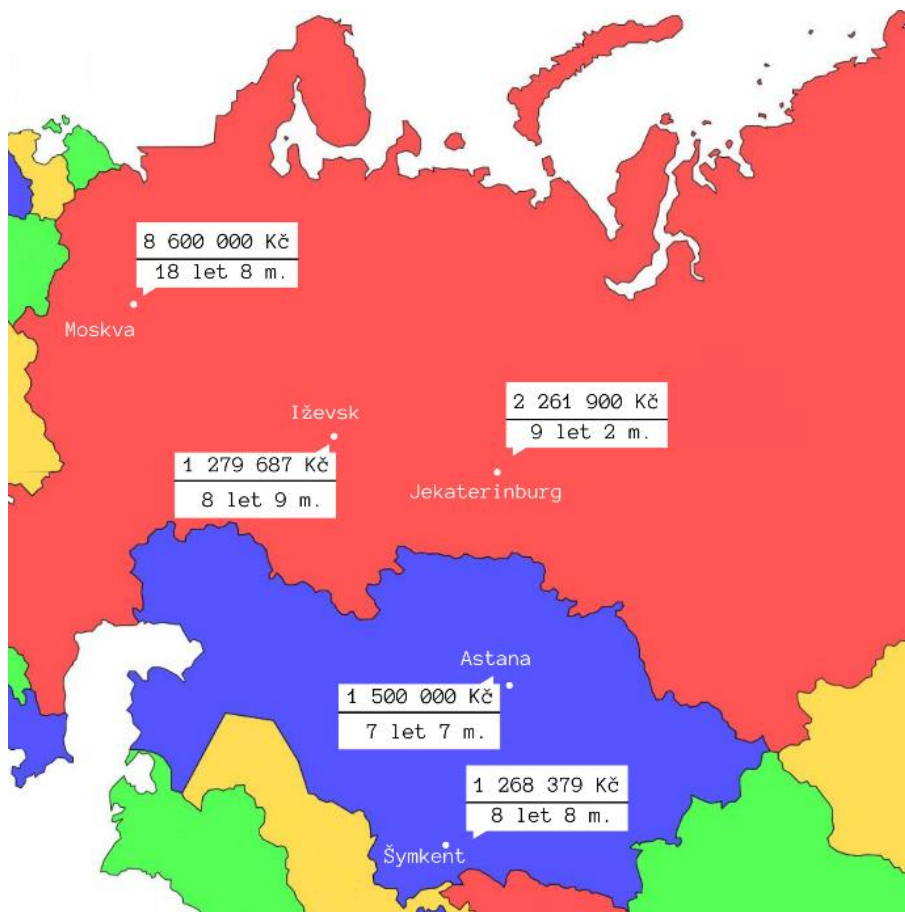 8 600 000 Kč
18 let 8 m.
Moskva
2 261 900 Kč
9 let 2 m.
Iževsk
1 279 687 Kč
8 let 9 m.
Jekaterinburg
Astana
1 500 000 Kč
7 let 7 m.
1 268 379 Kč
8 let 8 m.
Šymkent